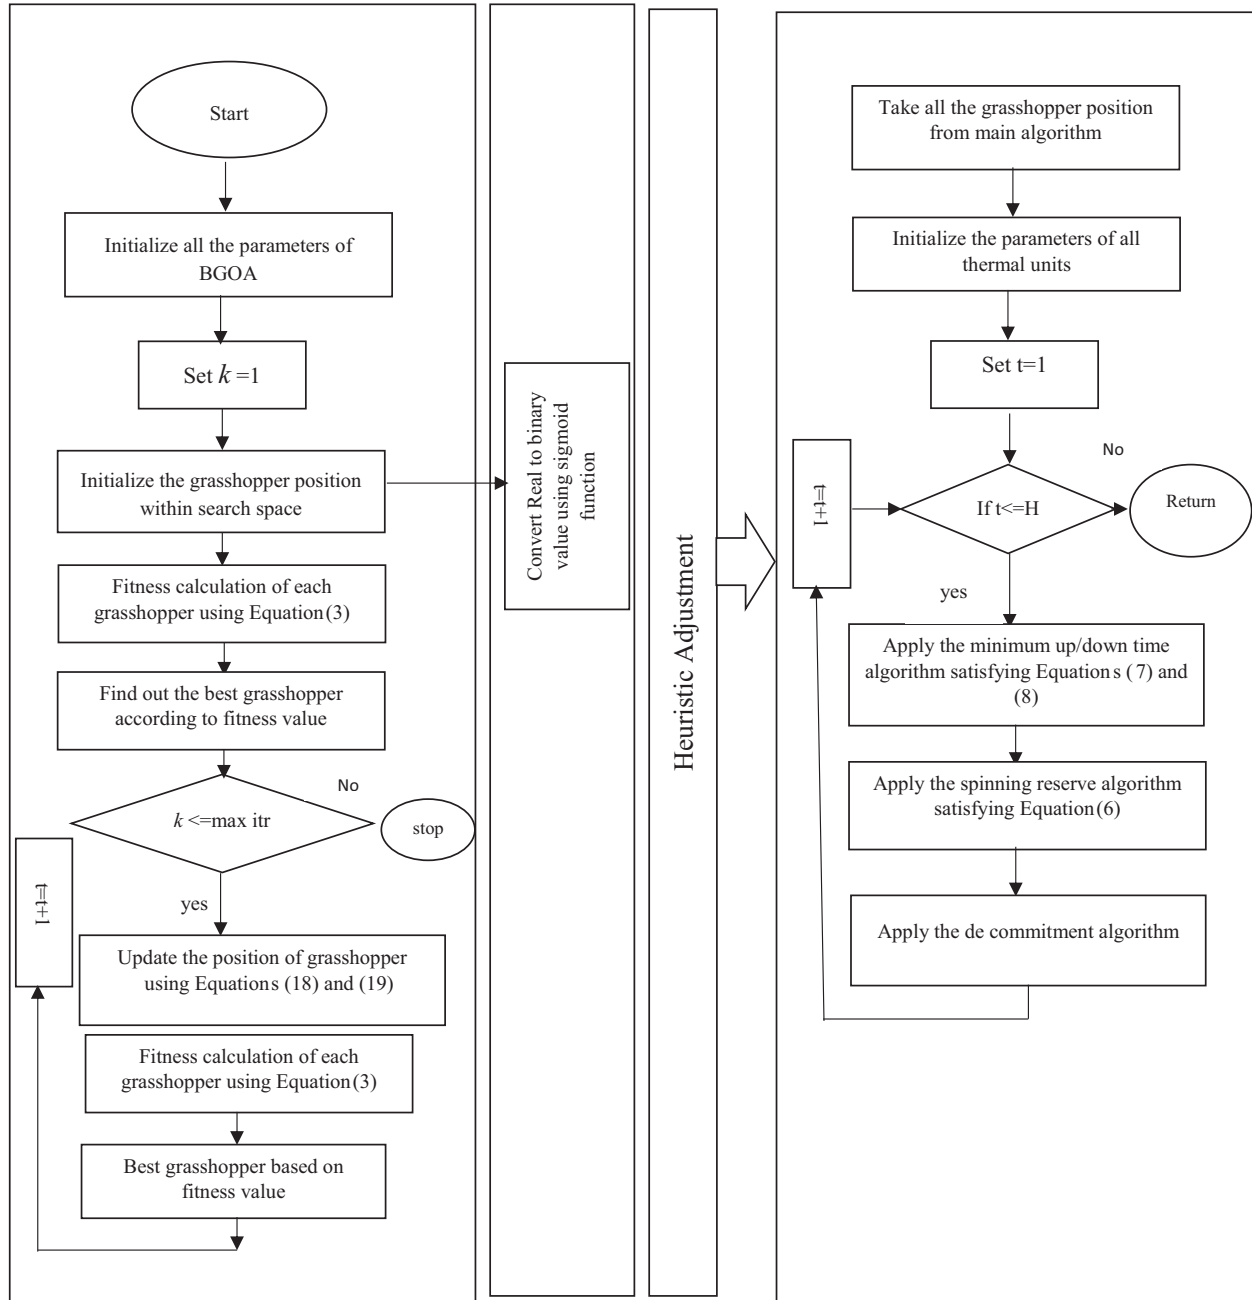 Start
Initialize all the parameters of
BGOA
Set k =1
Initialize the grasshopper position
within search space
Fitness calculation of each
grasshopper using Equation (3)
Find out the best grasshopper
according to fitness value
No
k <=max itr
stop
t=t+1
yes
Update the position of grasshopper
using Equations (18) and (19)
Fitness calculation of each
grasshopper using Equation (3)
Best grasshopper based on
fitness value
Convert Real to binary
value using sigmoid
function
Heuristic Adjustment
Take all the grasshopper position
from main algorithm
Initialize the parameters of all
thermal units
Set t=1
No
t=t+1
If t<=H
Return
yes
Apply the minimum up/down time
algorithm satisfying Equations (7) and
(8)
Apply the spinning reserve algorithm
satisfying Equation (6)
Apply the de commitment algorithm